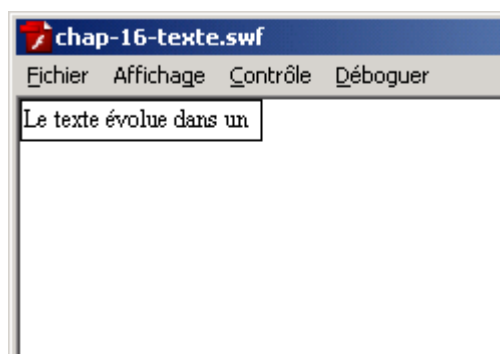 chap-16-texte.swf
Fichier Affichage Contrôle Déboguer
Le texte évolue dans un